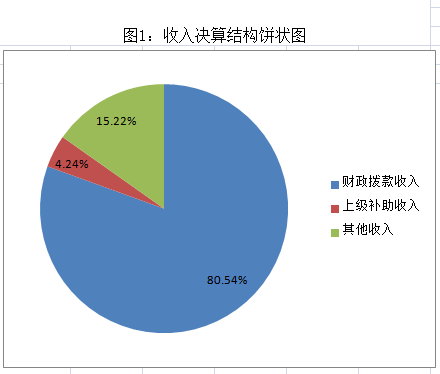 图1：收入决算结构饼状图
15.22%
4.24%
80.54%
财政拨款收入
上级补助收入
其他收入